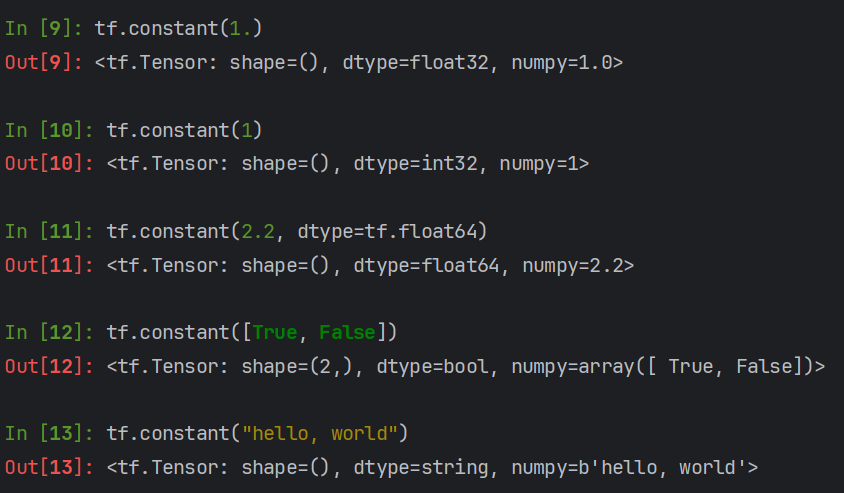 In [9]: tf.constant(1.)
Out[9]: <tf.Tensor: shape=(), dtype=float32, numpy=1.0>
In [10]: tf.constant(1)
Out[10]: <tf.Tensor: shape=(), dtype=int32, numpy=1>
In [11]: tf.constant(2.2, dtype=tf.float64)
Out[11]: <tf.Tensor: shape=(), dtype=float64, numpy=2.2>
In [12]: tf.constant([True, False])
Out[12]: <tf.Tensor: shape=(2,), dtype=bool, numpy=array([ True, False])>
In [13]: tf.constant("hello, world")
Out[13]: <tf.Tensor: shape=(), dtype=string, numpy=b'hello, world'>